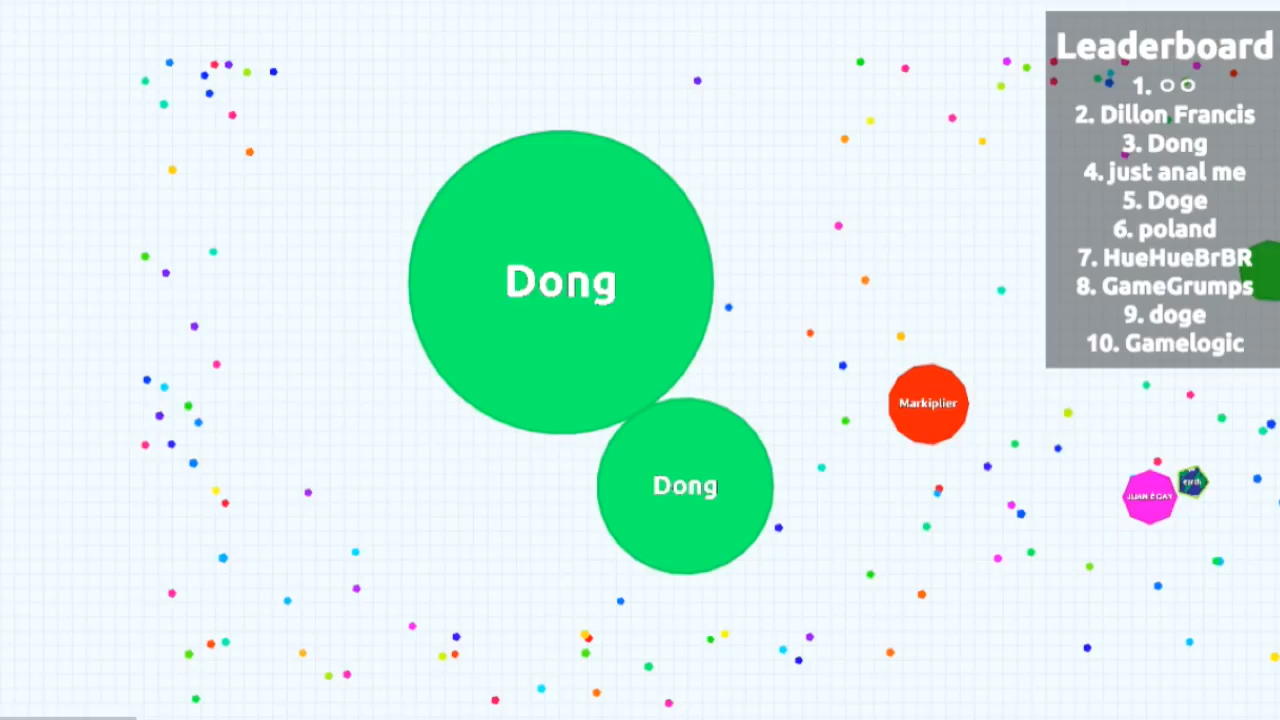 Leaderboard
1. ○ ○
2. Dillon Francis
3. Dong
4. just anal me
5. Doge
6. poland
7. HueHueBrBR
8. GameGrumps
9. doge
10. Gamelogic
Dong
Markiplier
Dong
earth